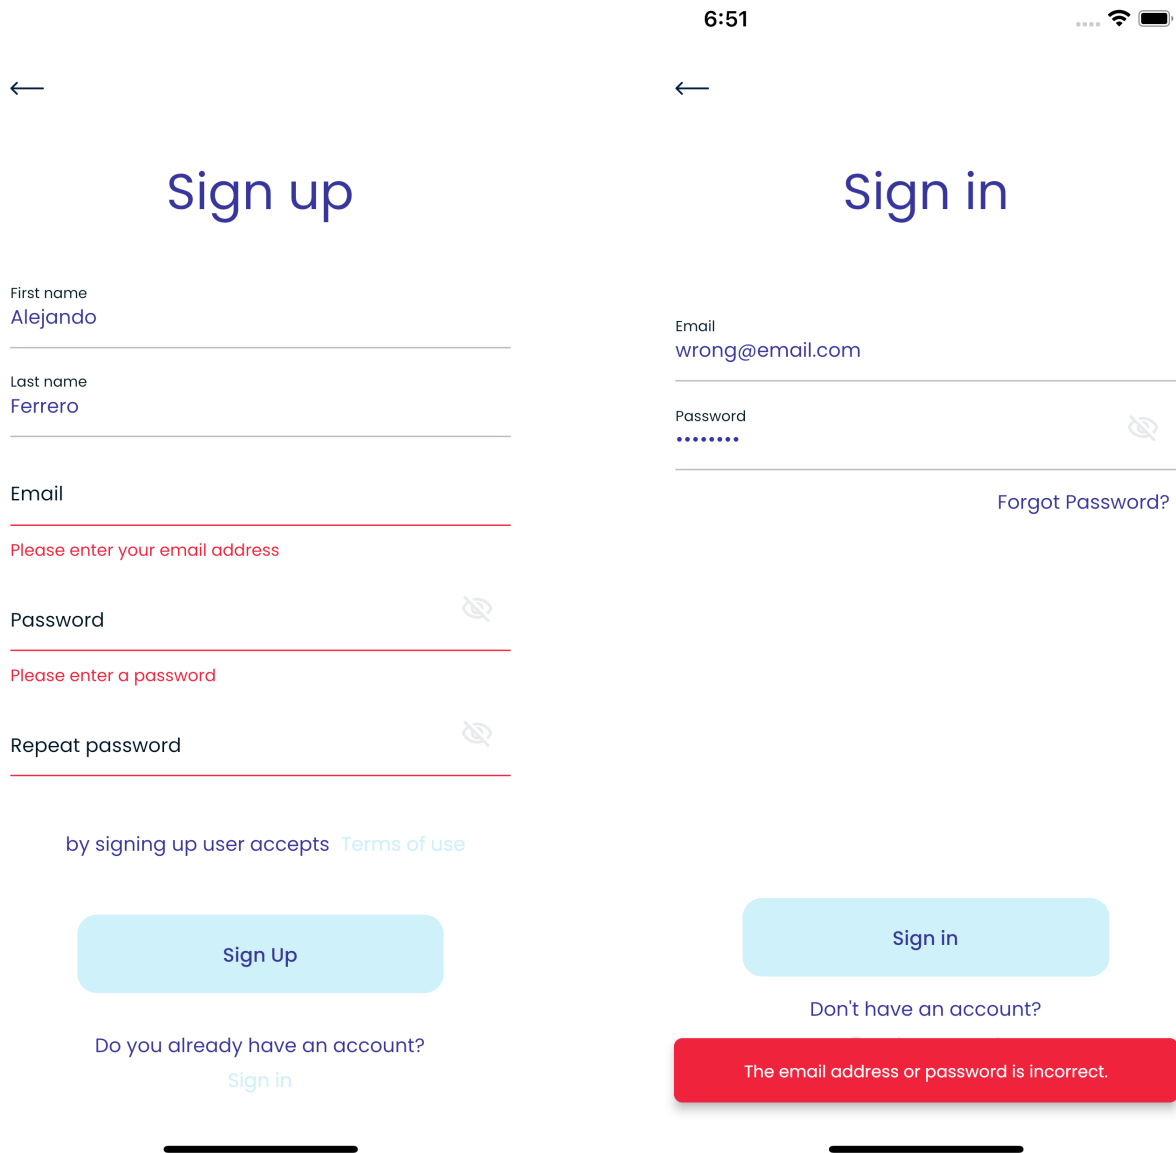 Sign up
First name
Alejando
Last name
Ferrero
Email
Please enter your email address
Password
Please enter a password
Repeat password
by signing up user accepts Terms of use
Sign Up
Do you already have an account?
Sign in
6:51
Sign in
Email
wrong@email.com
Password
••••••••
Forgot Password?
Sign in
Don't have an account?
The email address or password is incorrect.